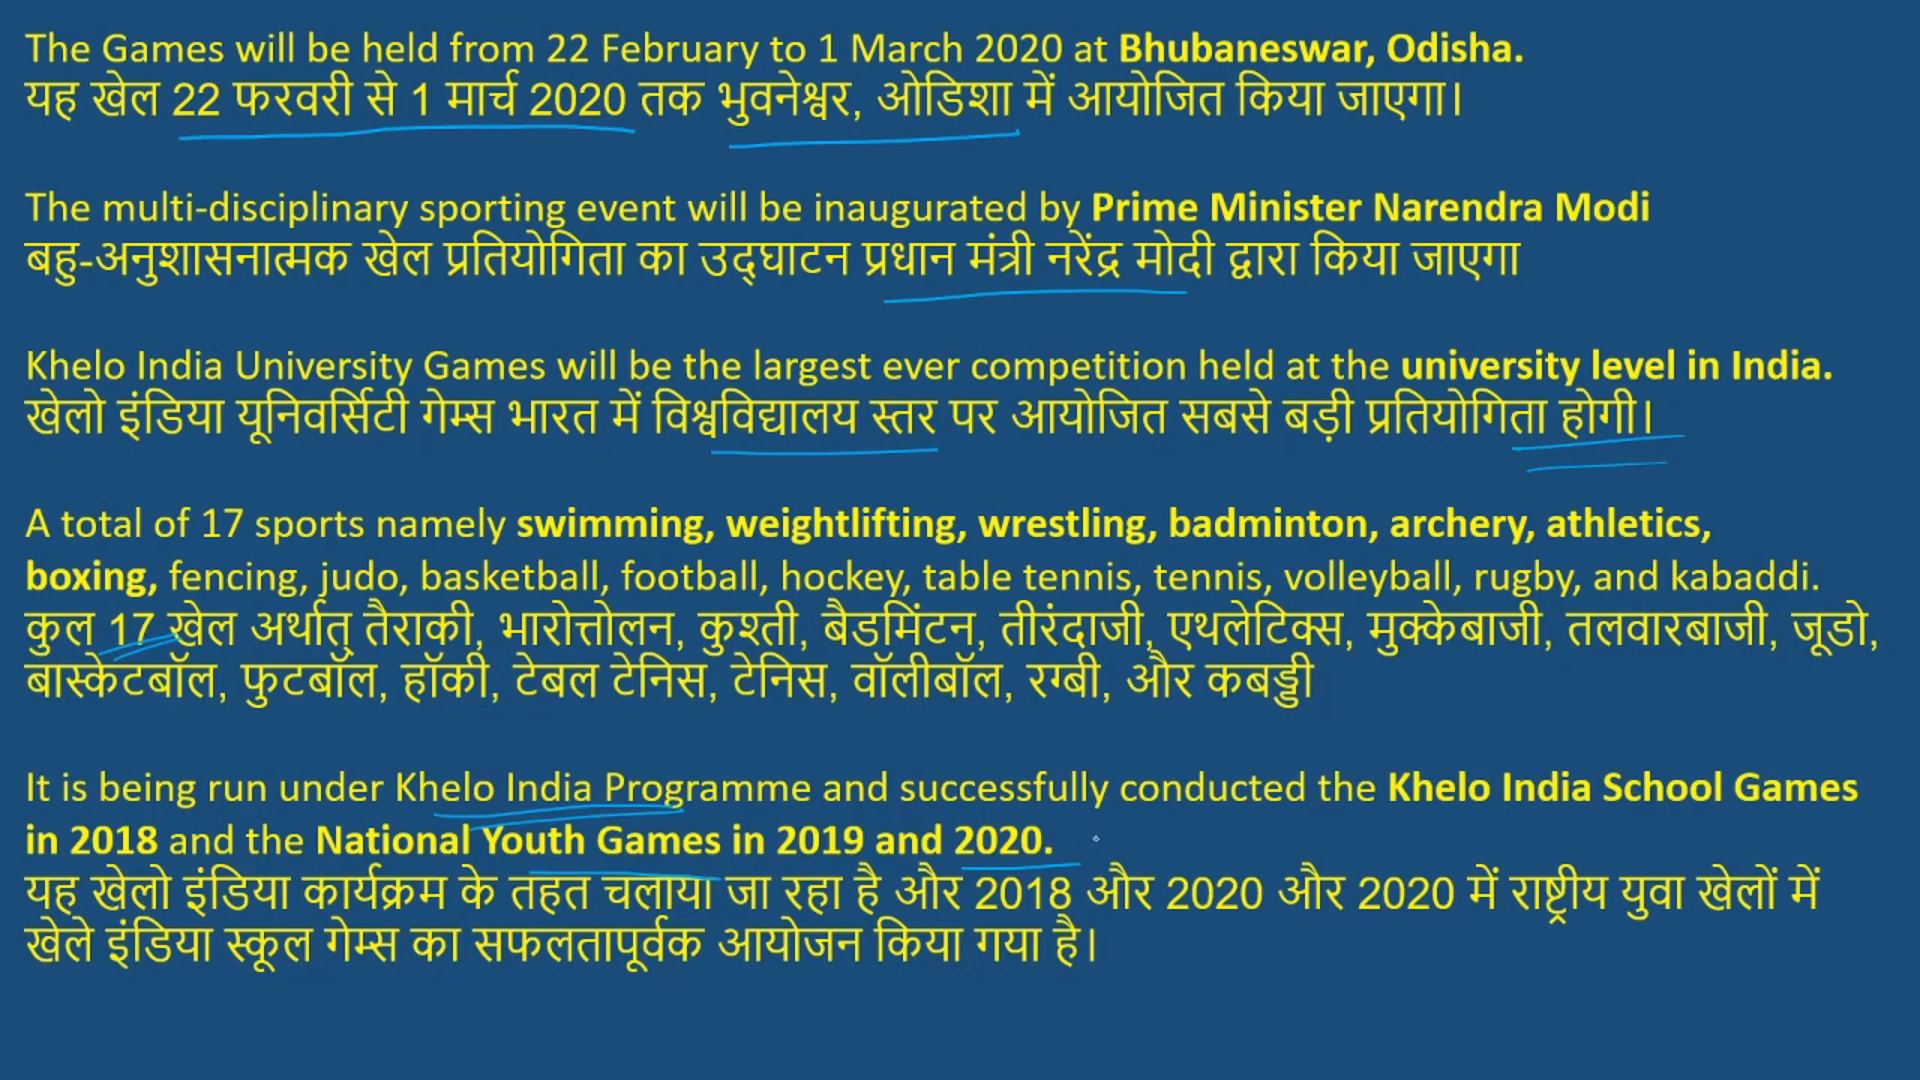 The Games will be held from 22 February to 1 March 2020 at Bhubaneswar, Odisha.
यह खेल 22 फरवरी से 1 मार्च 2020 तक भुवनेश्वर, ओडिशा में आयोजित किया जाएगा।
The multi-disciplinary sporting event will be inaugurated by Prime Minister Narendra Modi
बहु-अनुशासनात्मक खेल प्रतियोगिता का उद्घाटन प्रधान मंत्री नरेंद्र मोदी द्वारा किया जाएगा
Khelo India University Games will be the largest ever competition held at the university level in India.
खेलो इंडिया यूनिवर्सिटी गेम्स भारत में विश्वविद्यालय स्तर पर आयोजित सबसे बड़ी प्रतियोगिता होगी।
A total of 17 sports namely swimming, weightlifting, wrestling, badminton, archery, athletics,
boxing, fencing, judo, basketball, football, hockey, table tennis, tennis, volleyball, rugby, and kabaddi.
कुल 17 खेल अर्थात् तैराकी, भारोत्तोलन, कुश्ती, बैडमिंटन, तीरंदाजी, एथलेटिक्स, मुक्केबाजी, तलवारबाजी, जूडो,
बास्केटबॉल, फुटबॉल, हॉकी, टेबल टेनिस, टेनिस, वॉलीबॉल, रग्बी, और कबड्डी
It is being run under Khelo India Programme and successfully conducted the Khelo India School Games
in 2018 and the National Youth Games in 2019 and 2020.
यह खेलो इंडिया कार्यक्रम के तहत चलाया जा रहा है और 2018 और 2020 और 2020 में राष्ट्रीय युवा खेलों में
खेले इंडिया स्कूल गेम्स का सफलतापूर्वक आयोजन किया गया है।